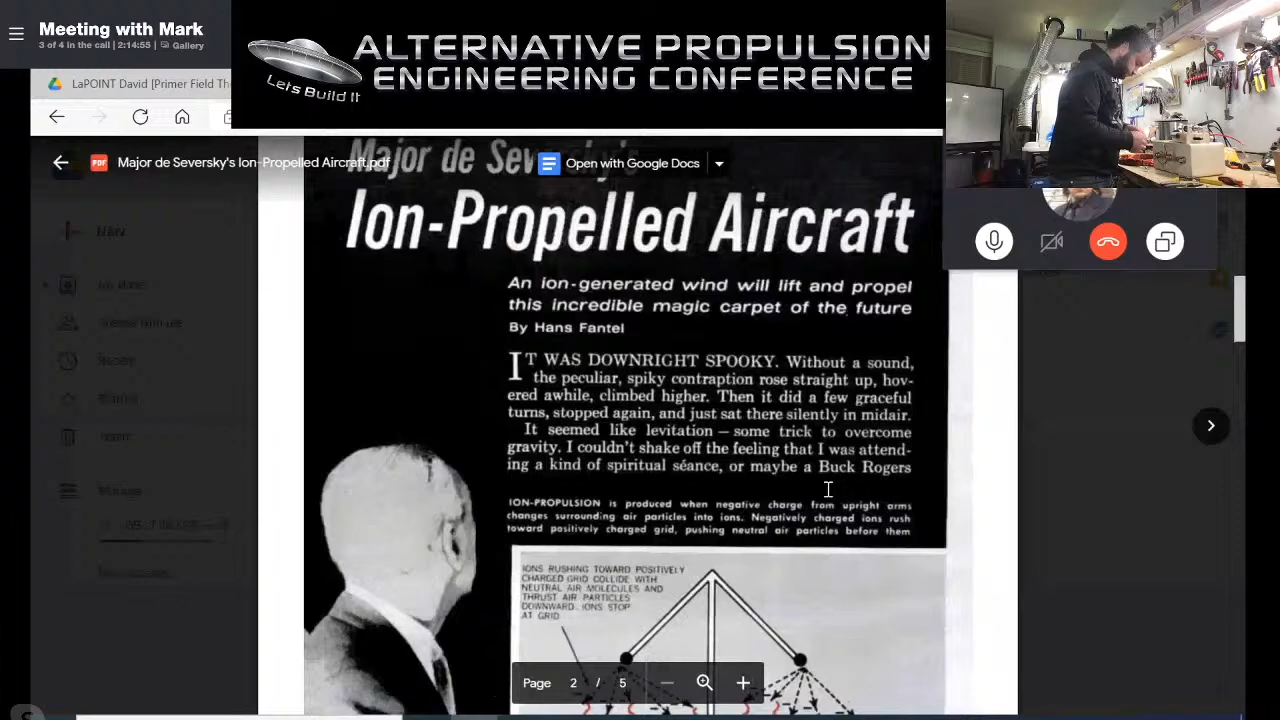 Meeting with Mark
3 of 4 in the call | 2:14:55 | Gallery
Let's Build It
ALTERNATIVE PROPULSION
ENGINEERING CONFERENCE
LaPOINT David [Primer Field Th
PDF
Major de Seversky's Ion-Propelled Aircraft.pdf
Open with Google Docs
Major de Seversky's
Ion-Propelled Aircraft
An ion-generated wind will lift and propel
this incredible magic carpet of the future
By Hans Fantel
IT WAS DOWNRIGHT SPOOKY. Without a sound,
the peculiar, spiky contraption rose straight up, hov-
ered awhile, climbed higher. Then it did a few graceful
turns, stopped again, and just sat there silently in midair.
It seemed like levitation — some trick to overcome
gravity. I couldn't shake off the feeling that I was attend-
ing a kind of spiritual séance, or maybe a Buck Rogers
ION-PROPULSION is produced when negative charge from upright arms
changes surrounding air particles into ions. Negatively charged ions rush
toward positively charged grid, pushing neutral air particles before them
IONS RUSHING TOWARD POSITIVELY
CHARGED GRID COLLIDE WITH
NEUTRAL AIR MOLECULES AND
THRUST AIR PARTICLES
DOWNWARD. IONS STOP
AT GRID
Page 2 / 5